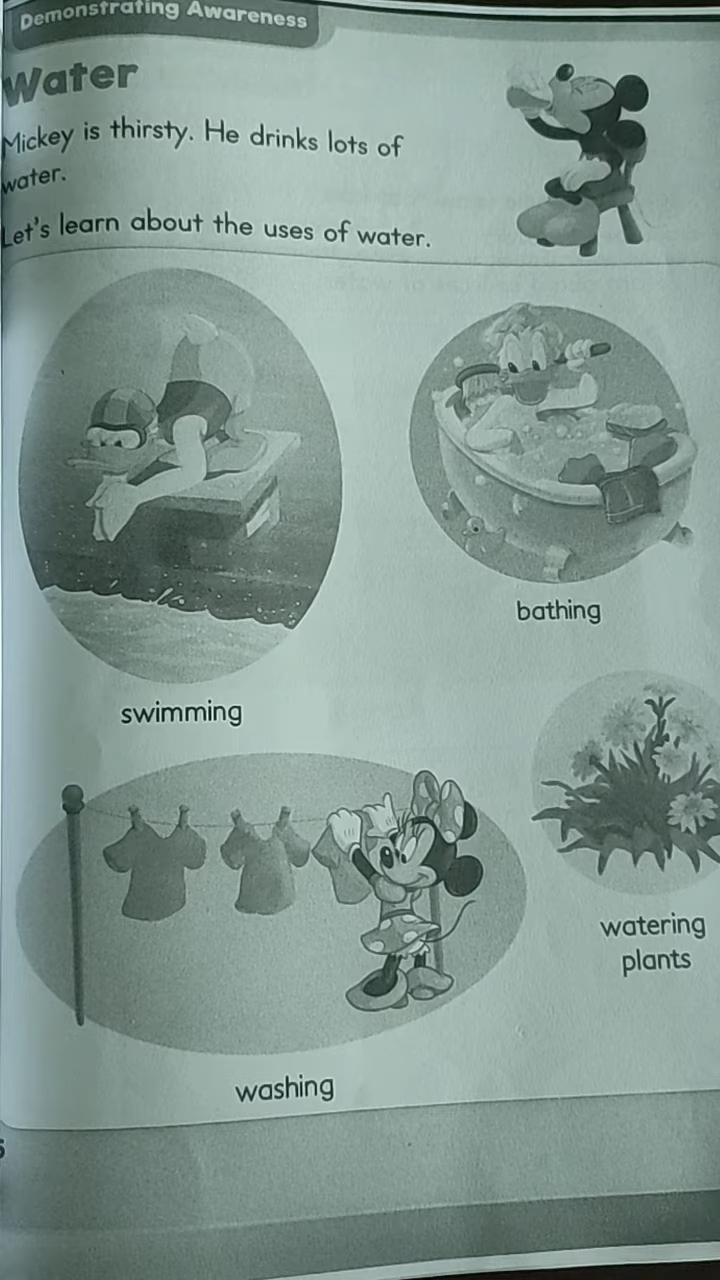 Demonstrating Awareness
Water
Mickey is thirsty. He drinks lots of
water.
Let's learn about the uses of water.
bathing
swimming
watering
plants
washing